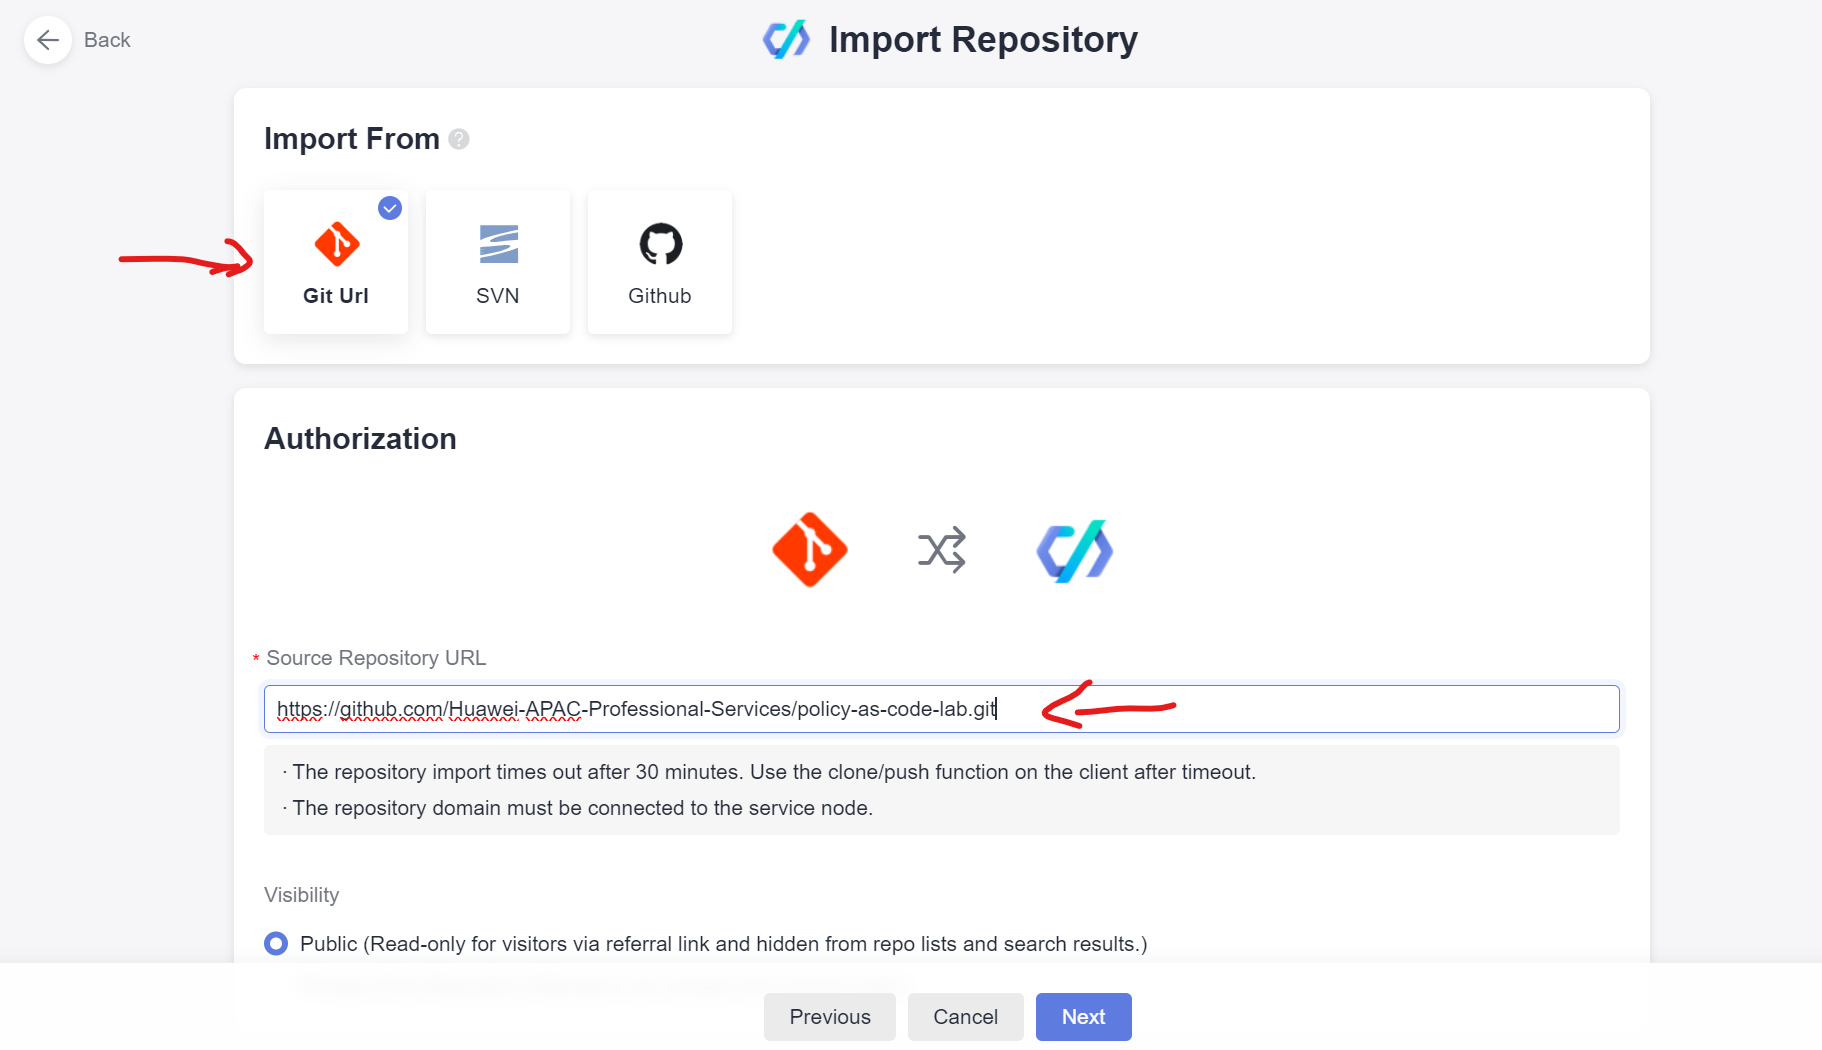 Back
Import Repository
Import From ?
Git Url
SVN
Github
Authorization
* Source Repository URL
https://github.com/Huawei-APAC-Professional-Services/policy-as-code-lab.git
· The repository import times out after 30 minutes. Use the clone/push function on the client after timeout.
· The repository domain must be connected to the service node.
Visibility
Public (Read-only for visitors via referral link and hidden from repo lists and search results.)
Previous
Cancel
Next